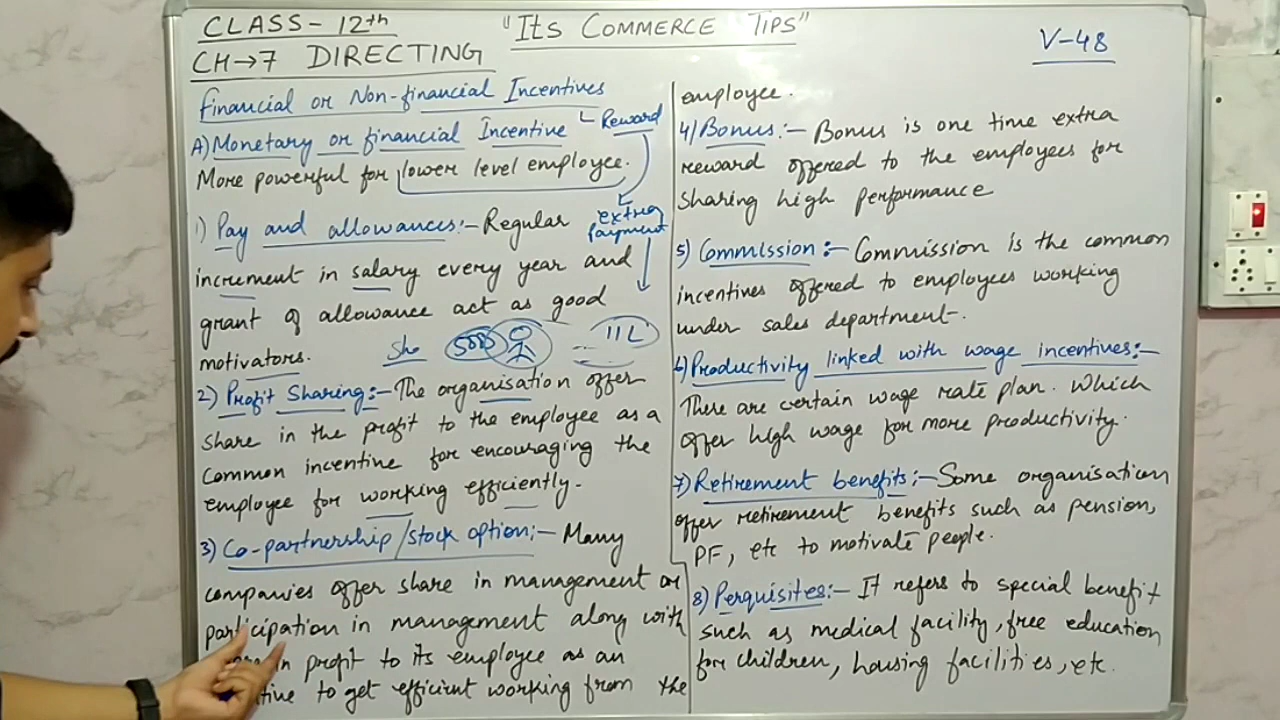 CLASS-12th
"ITS COMMERCE TIPS"
V-48
CH→7 DIRECTING
Financial or Non-financial Incentives
Reward
A) Monetary or financial Incentive
More powerful for lower level employee.
extra
payment
1) Pay and allowances:- Regular
increment in salary every year and
grant of allowance act as good
motivators.
5000
11L
2) Profit Sharing:- The organisation offer
share in the profit to the employee as a
common incentive for encouraging the
employee for working efficiently.
3) Co-partnership/stock option:- Many
companies offer share in management or
participation in management along with
in profit to its employee as an
to get efficient working from the
employee.
4) Bonus:- Bonus is one time extra
reward offered to the employees for
sharing high performance
5) Commission:- Commission is the common
incentives offered to employees working
under sales department.
6) Productivity linked with wage incentives:-
There are certain wage rate plan. which
offer high wage for more productivity.
7) Retirement benefits:- Some organisation
offer retirement benefits such as pension,
PF, etc to motivate people.
8) Perquisites:- It refers to special benefit
such as medical facility, free education
for children, housing facilities, etc.